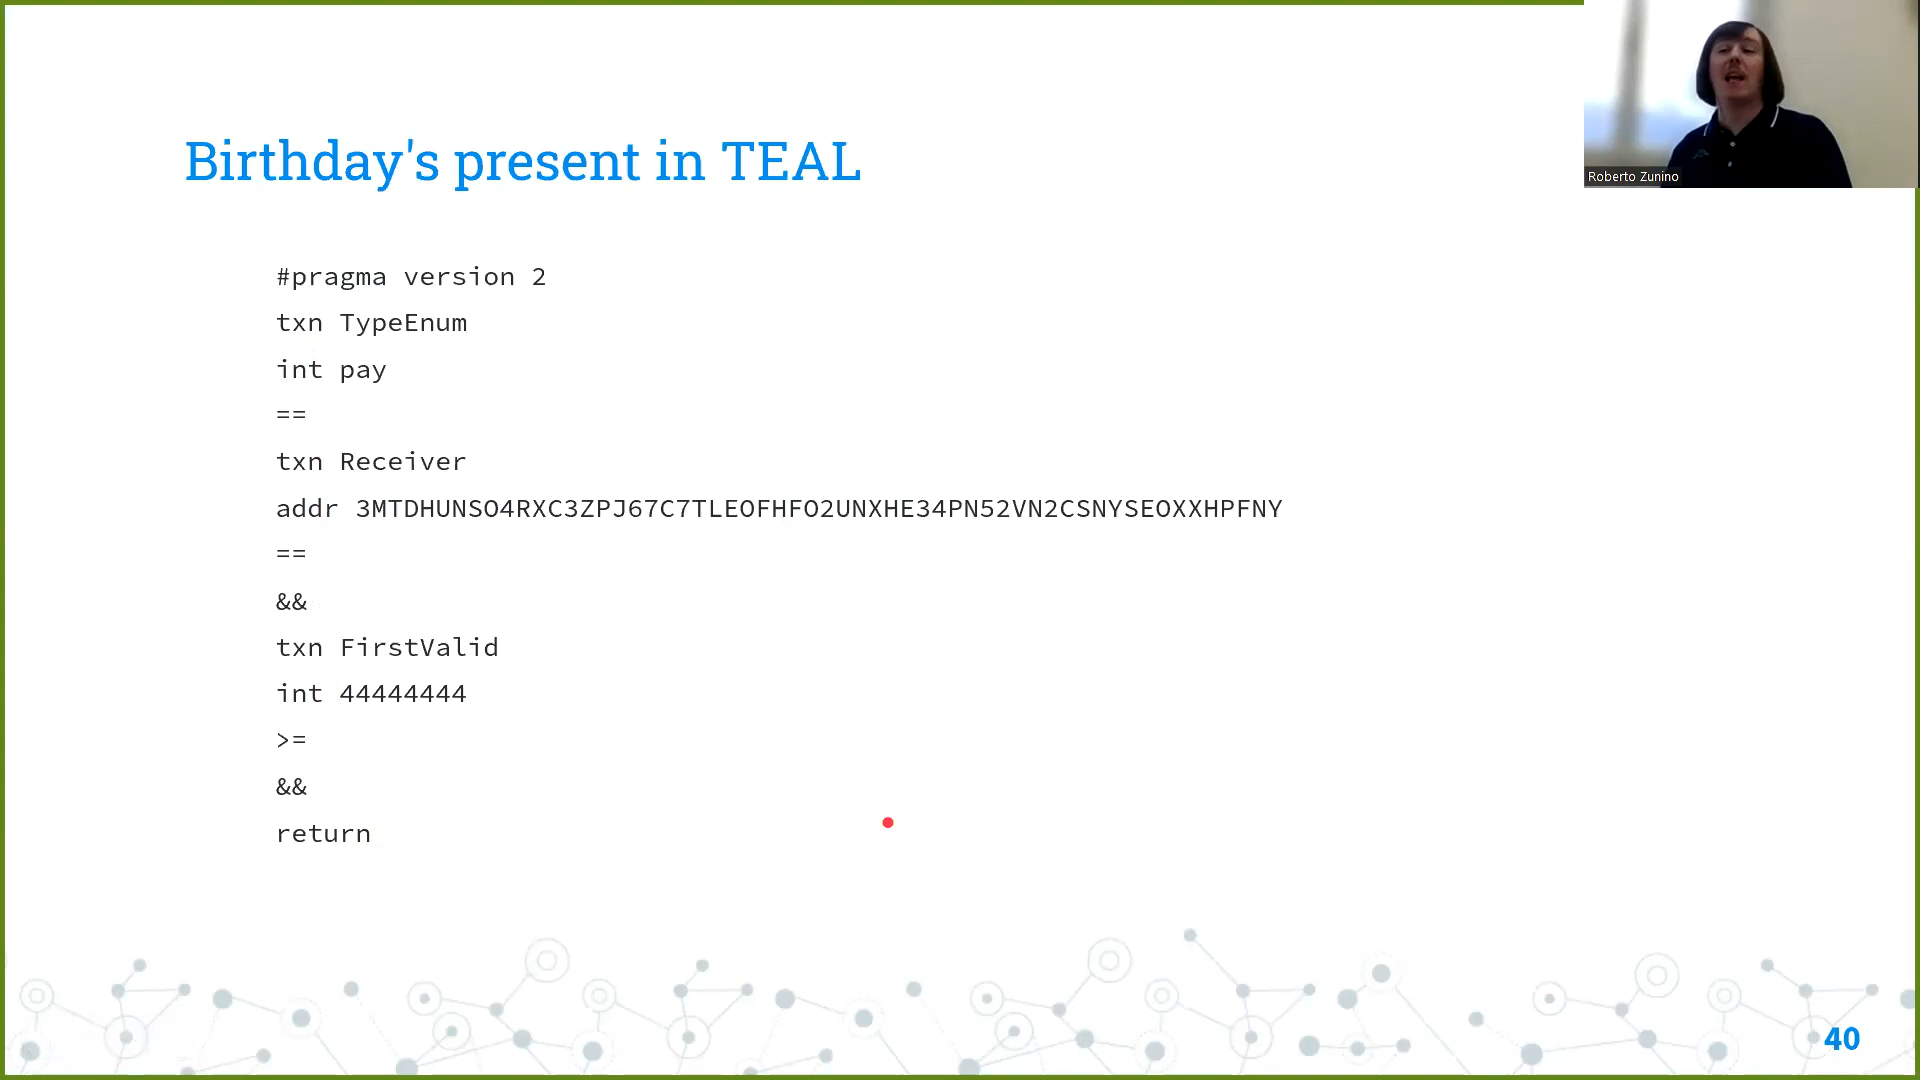 Birthday's present in TEAL
Roberto Zunino
#pragma version 2
txn TypeEnum
int pay
==
txn Receiver
addr 3MTDHUNSO4RXC3ZPJ67C7TLEOFHFO2UNXHE34PN52VN2CSNYSEOXXHPFNY
==
&&
txn FirstValid
int 44444444
>=
&&
return
40